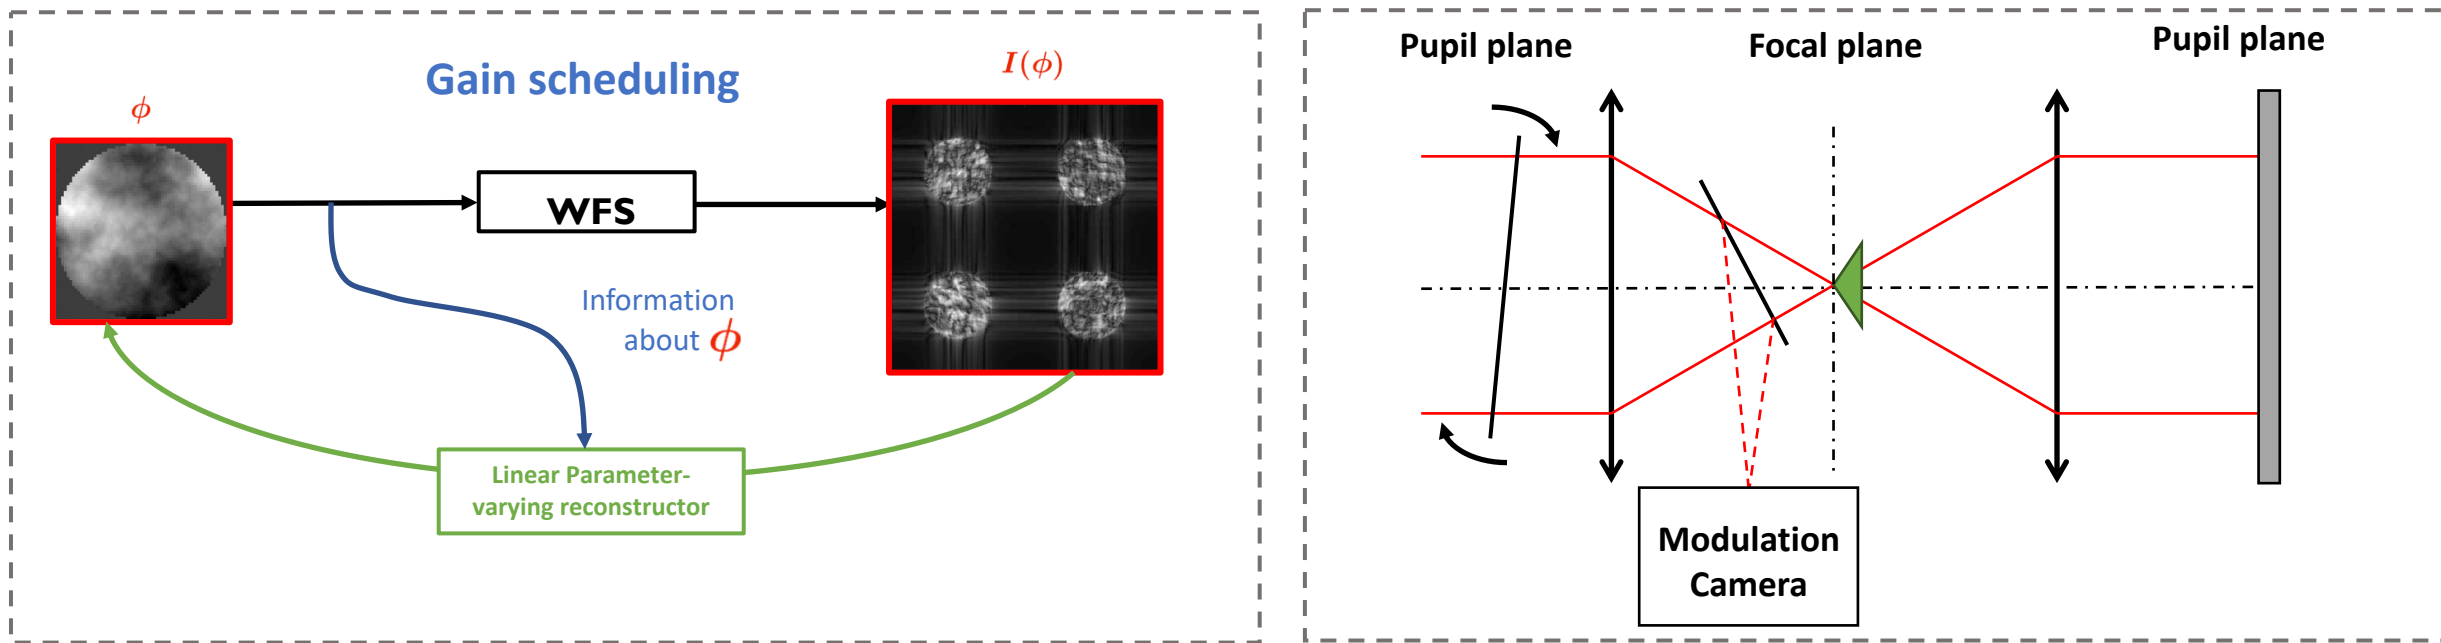 Gain scheduling
ϕ
I(ϕ)
WFS
Information
about ϕ
Linear Parameter-
varying reconstructor
Pupil plane
Focal plane
Pupil plane
Modulation
Camera